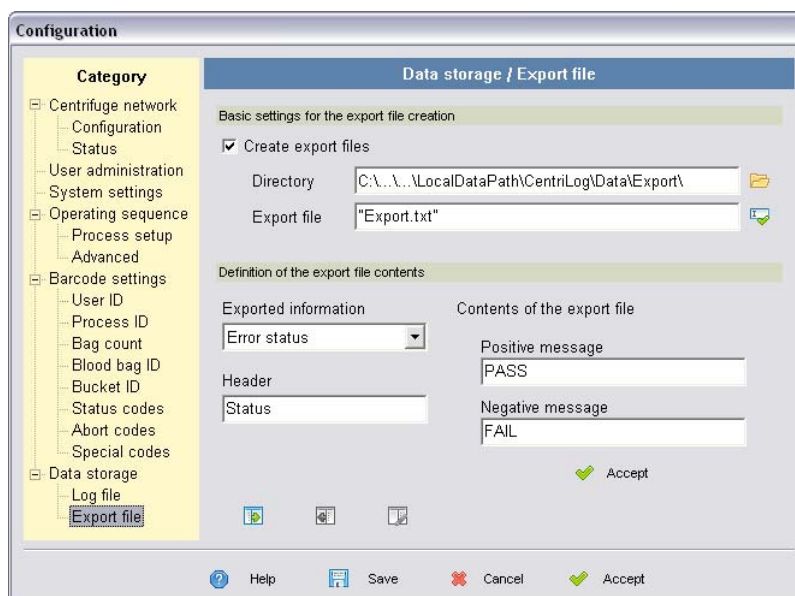 Configuration
Category
Centrifuge network
Configuration
Status
User administration
System settings
Operating sequence
Process setup
Advanced
Barcode settings
User ID
Process ID
Bag count
Blood bag ID
Bucket ID
Status codes
Abort codes
Special codes
Data storage
Log file
Export file
Data storage / Export file
Basic settings for the export file creation
Create export files
Directory C:\...\...\LocalDataPath\CentriLog\Data\Export\
Export file "Export.txt"
Definition of the export file contents
Exported information
Error status
Header
Status
Contents of the export file
Positive message
PASS
Negative message
FAIL
Accept
Help Save Cancel Accept